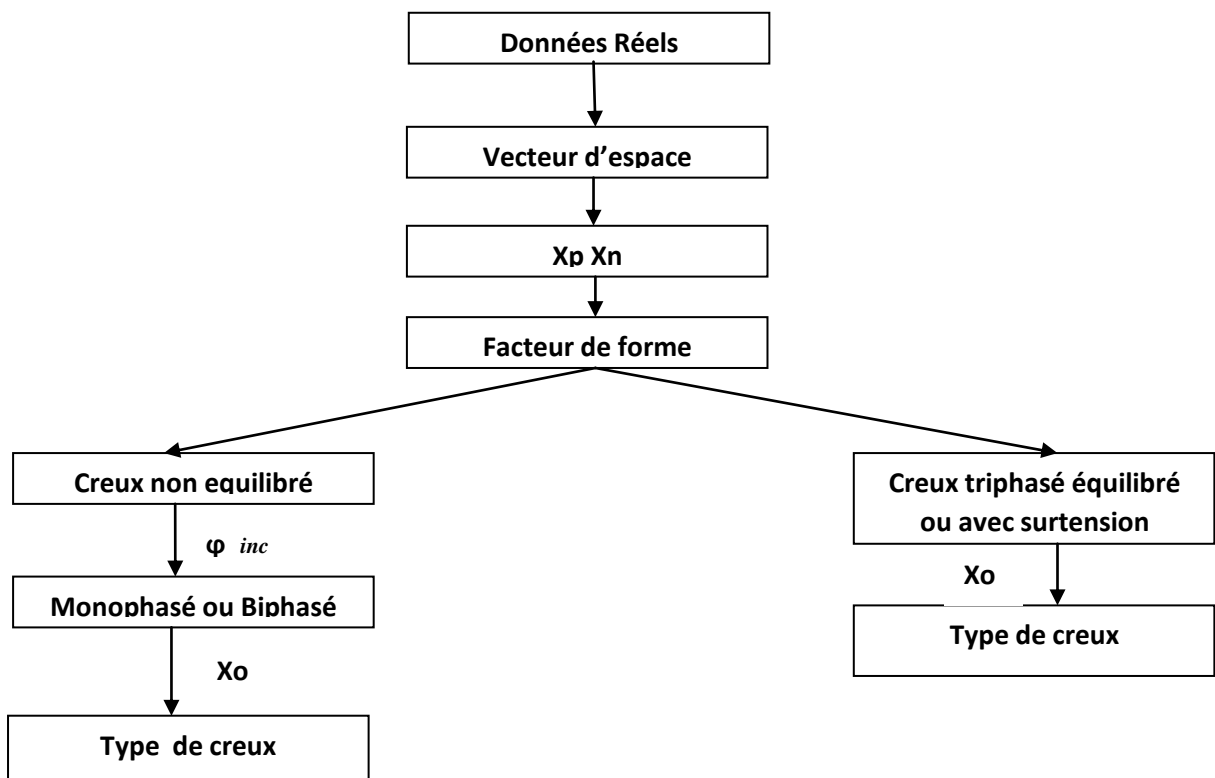 Données Réels
Vecteur d'espace
Xp Xn
Facteur de forme
Creux non equilibré
φ inc
Monophasé ou Biphasé
Xo
Type de creux
Creux triphasé équilibré
ou avec surtension
Xo
Type de creux